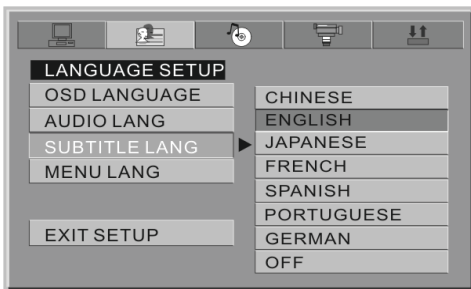 LANGUAGE SETUP
OSD LANGUAGE
AUDIO LANG
SUBTITLE LANG
MENU LANG
EXIT SETUP
CHINESE
ENGLISH
JAPANESE
FRENCH
SPANISH
PORTUGUESE
GERMAN
OFF